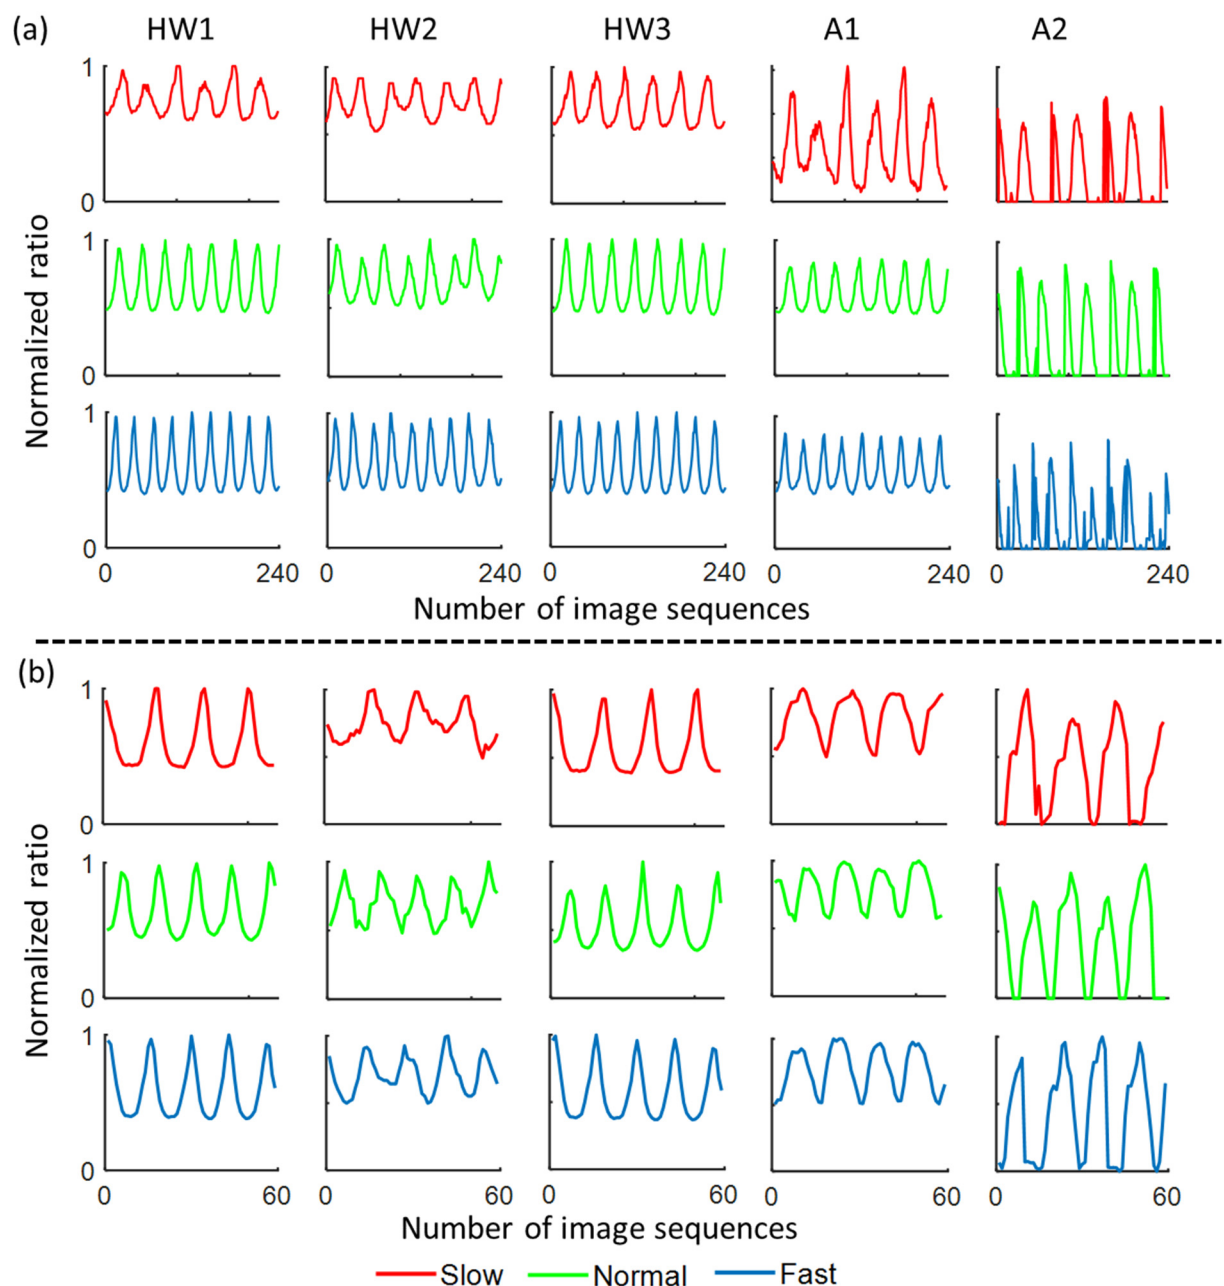 (a) HW1 HW2 HW3 A1 A2
1
0
1
0
1
0
Normalized ratio
0 240 0 240 0 240 0 240 0 240
Number of image sequences
(b)
1
0
1
0
1
0
Normalized ratio
0 60 0 60 0 60 0 60 0 60
Number of image sequences
Slow Normal Fast